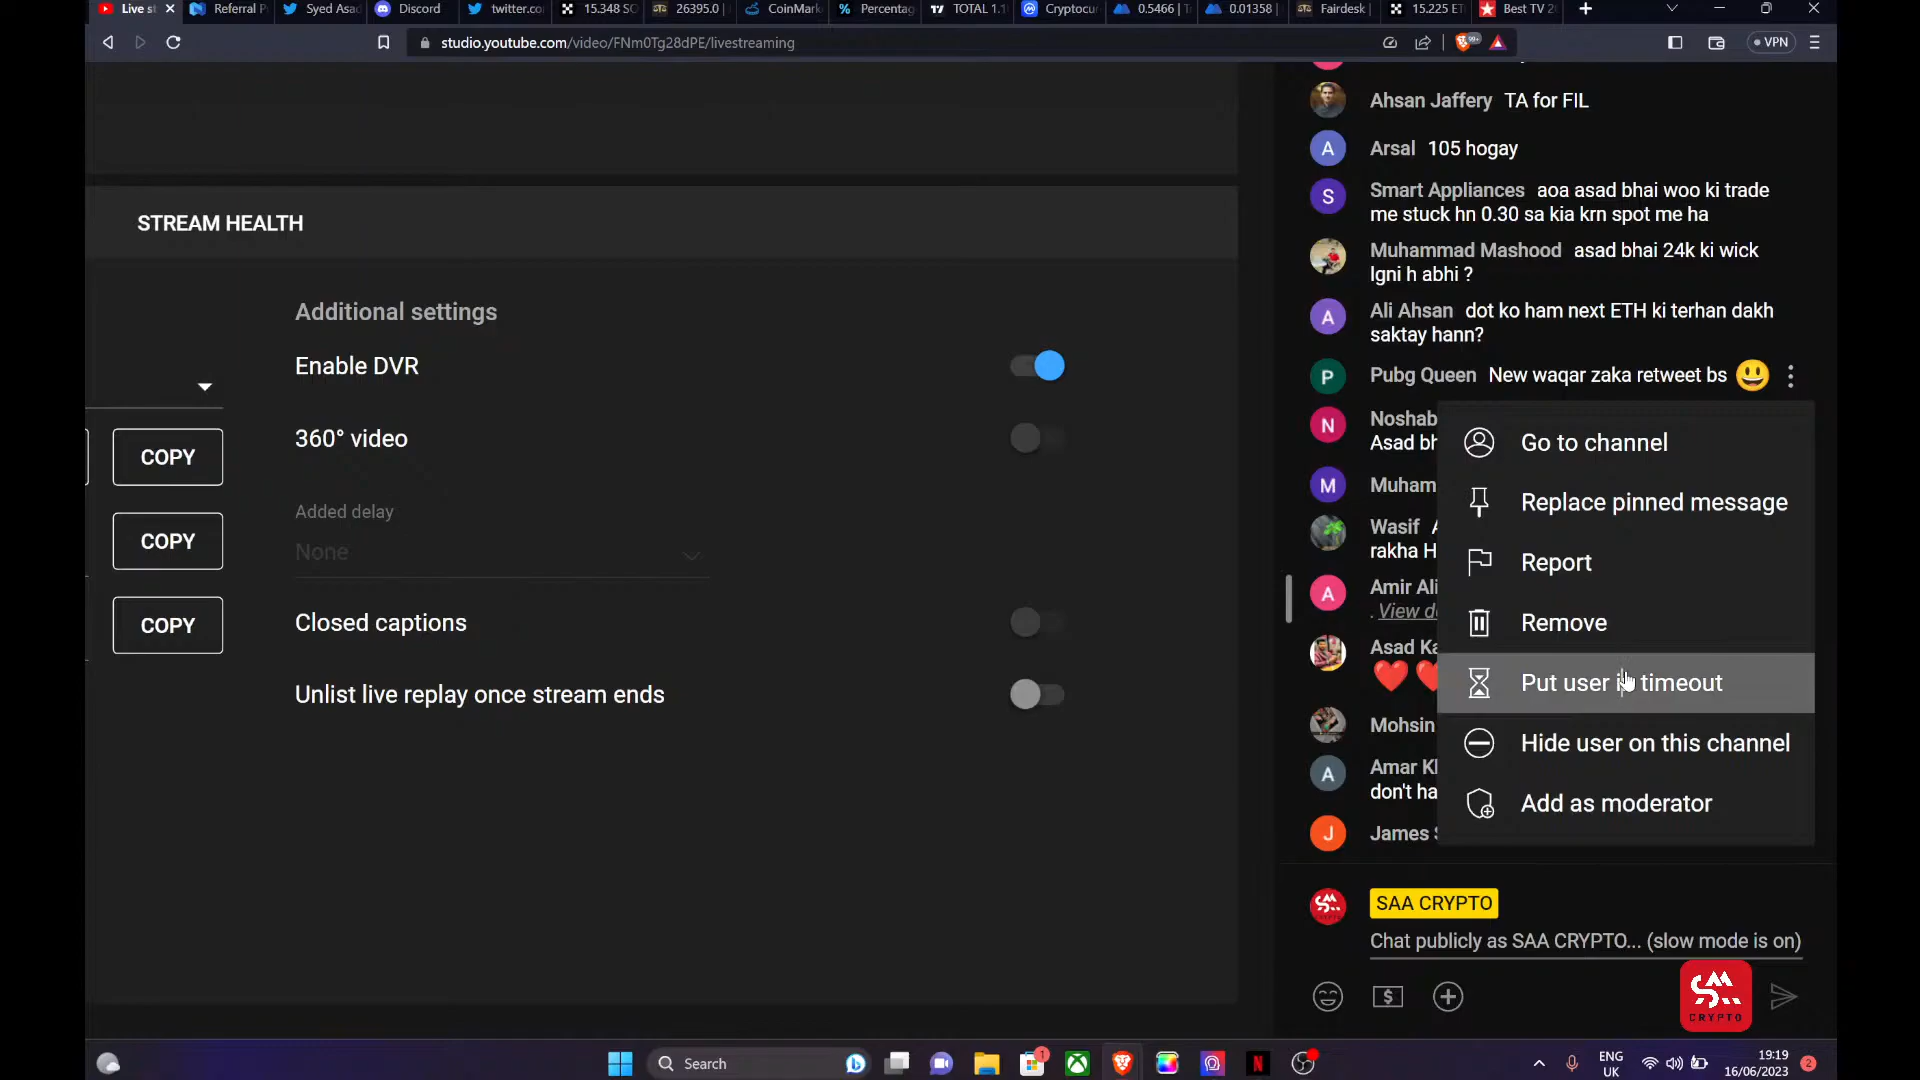 Live st
Referral P
Syed Asa
Discord
twitter.co
15.348 SO
26395.0
CoinMark
Percentag
TOTAL 1.1
Cryptocu
0.5466 | T
0.01358 |
Fairdesk |
15.225 ET
Best TV 2
studio.youtube.com/video/FNm0Tg28dPE/livestreaming
99+
VPN
STREAM HEALTH
COPY
COPY
COPY
Additional settings
Enable DVR
360° video
Added delay
None
Closed captions
Unlist live replay once stream ends
Ahsan Jaffery TA for FIL
A Arsal 105 hogay
S Smart Appliances aoa asad bhai woo ki trade
me stuck hn 0.30 sa kia krn spot me ha
Muhammad Mashood asad bhai 24k ki wick
lgni h abhi ?
A Ali Ahsan dot ko ham next ETH ki terhan dakh
saktay hann?
P Pubg Queen New waqar zaka retweet bs 😃
N Noshab
Asad bh
M Muham
Wasif
rakha H
A Amir Ali
. View d
Asad Ka
❤️ ❤️
Mohsin
A Amar Kl
don't ha
J James S
Go to channel
Replace pinned message
Report
Remove
Put user in timeout
Hide user on this channel
Add as moderator
SAA CRYPTO
Chat publicly as SAA CRYPTO... (slow mode is on)
CRYPTO
Search
1
N
ENG
UK
19:19
16/06/2023
2